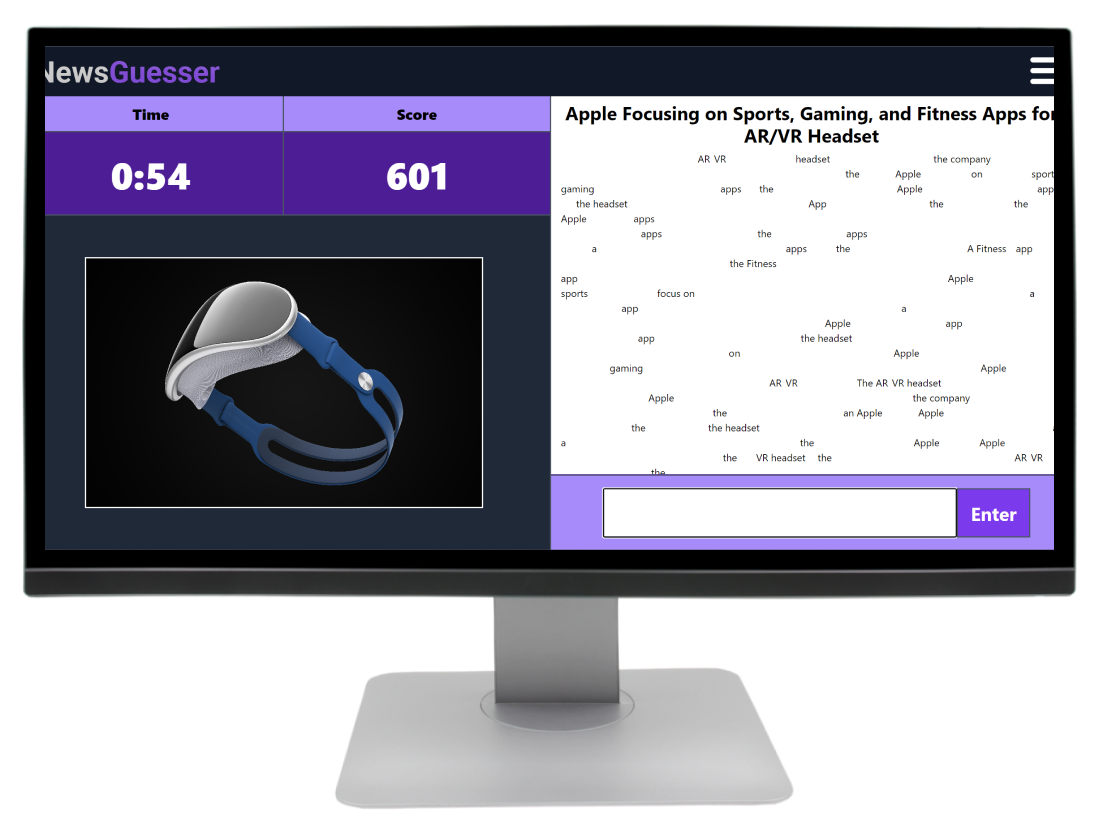 NewsGuesser
Time
Score
0:54
601
Apple Focusing on Sports, Gaming, and Fitness Apps for
AR/VR Headset
AR VR headset the company
the Apple on sport
gaming apps the Apple app
the headset App the the
Apple apps
apps the apps
a apps the A Fitness app
the Fitness
app Apple
sports focus on a
app a
Apple app
app the headset
on Apple
gaming Apple
AR VR The AR VR headset
Apple the company
the an Apple Apple
the the headset
a the Apple Apple
the VR headset the AR VR
the
Enter